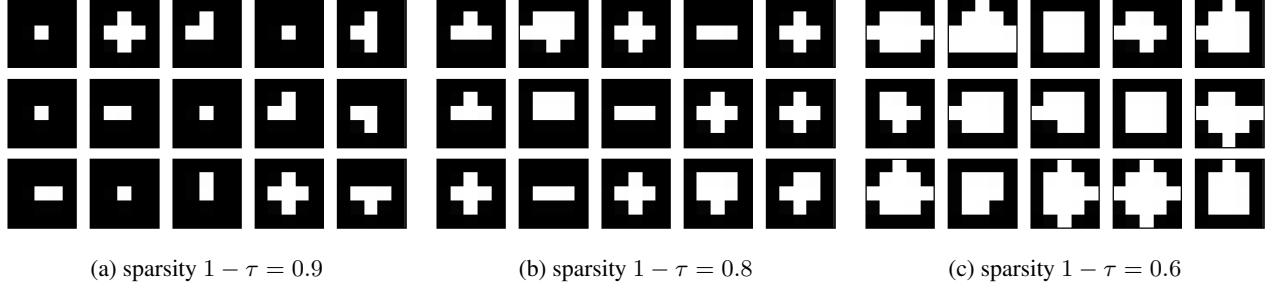 (a) sparsity 1 − τ = 0.9
(b) sparsity 1 − τ = 0.8
(c) sparsity 1 − τ = 0.6